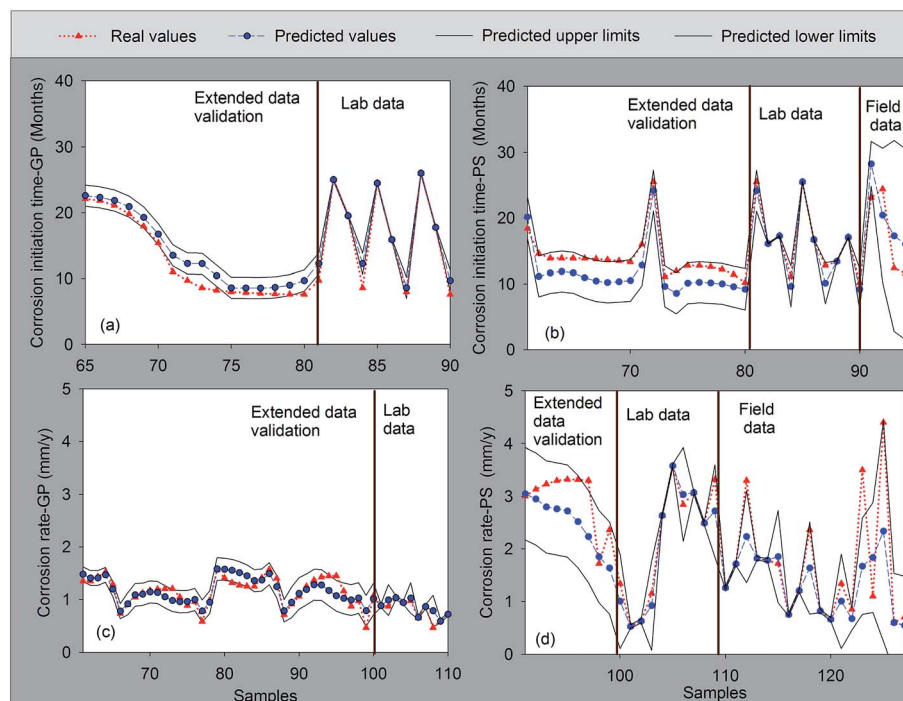 Real values Predicted values Predicted upper limits Predicted lower limits
Corrosion initiation time-GP (Months)
40
30
20
10
0
Extended data validation
Lab data
(a)
65 70 75 80 85 90
Corrosion initiation time-PS (Months)
40
30
20
10
0
Extended data
validation
Lab data
Field
data
(b)
70 80 90
Corrosion rate-GP (mm/y)
5
4
3
2
1
0
Extended data
validation
Lab
data
(c)
70 80 90 100 110
Samples
Corrosion rate-PS (mm/y)
5
4
3
2
1
0
Extended
data
validation
Lab data
Field
data
(d)
100 110 120
Samples